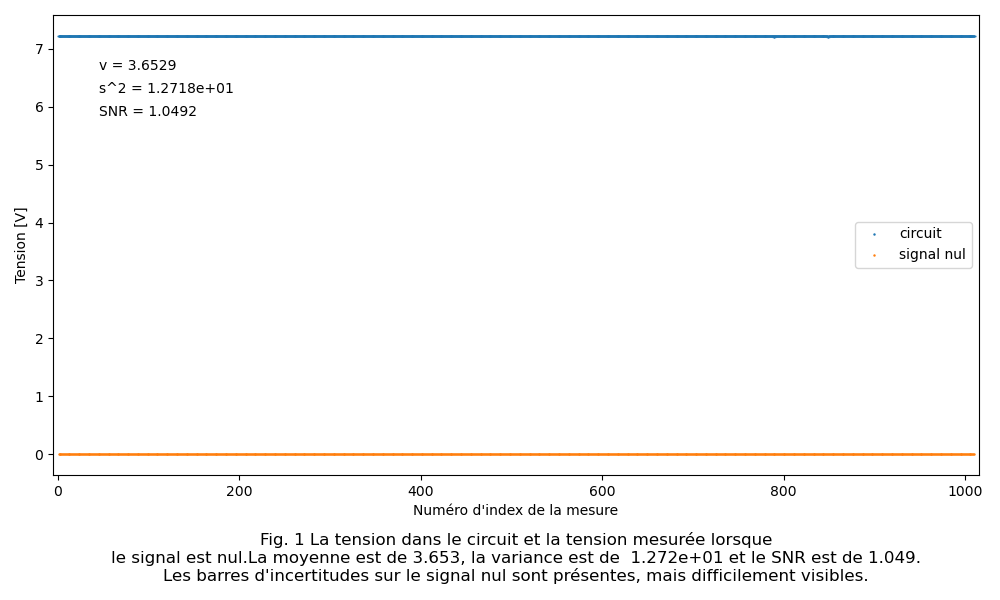 7
v = 3.6529
s^2 = 1.2718e+01
6
SNR = 1.0492
5
4
circuit
signal nul
3
2
1
0
Tension [V]
0 200 400 600 800 1000
Numéro d'index de la mesure
Fig. 1 La tension dans le circuit et la tension mesurée lorsque
le signal est nul.La moyenne est de 3.653, la variance est de  1.272e+01 et le SNR est de 1.049.
Les barres d'incertitudes sur le signal nul sont présentes, mais difficilement visibles.